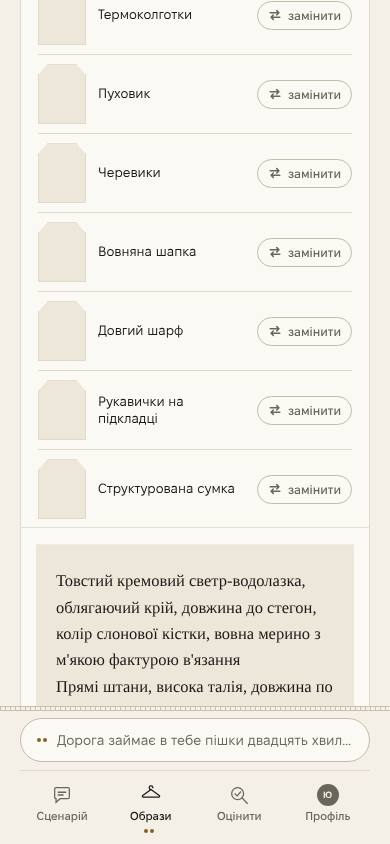 Термоколготки
замінити
Пуховик
замінити
Черевики
замінити
Вовняна шапка
замінити
Довгий шарф
замінити
Рукавички на
підкладці
замінити
Структурована сумка
замінити
Товстий кремовий светр-водолазка,
облягаючий крій, довжина до стегон,
колір слонової кістки, вовна мерино з
м'якою фактурою в'язання
Прямі штани, висока талія, довжина по
Дорога займає в тебе пішки двадцять хвил...
Сценарій
Образи
Оцінити
Ю
Профіль